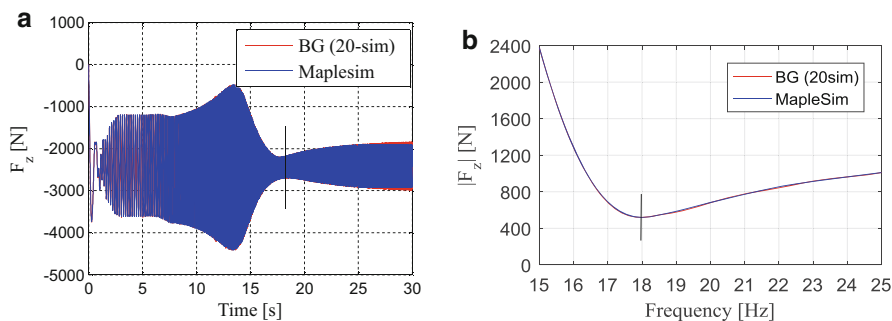 a
1000
0
-1000
-2000
-3000
-4000
-5000
F_z [N]
BG (20-sim)
Maplesim
0 5 10 15 20 25 30
Time [s]
b
2400
2000
1600
1200
800
400
0
|F_z| [N]
BG (20sim)
MapleSim
15 16 17 18 19 20 21 22 23 24 25
Frequency [Hz]